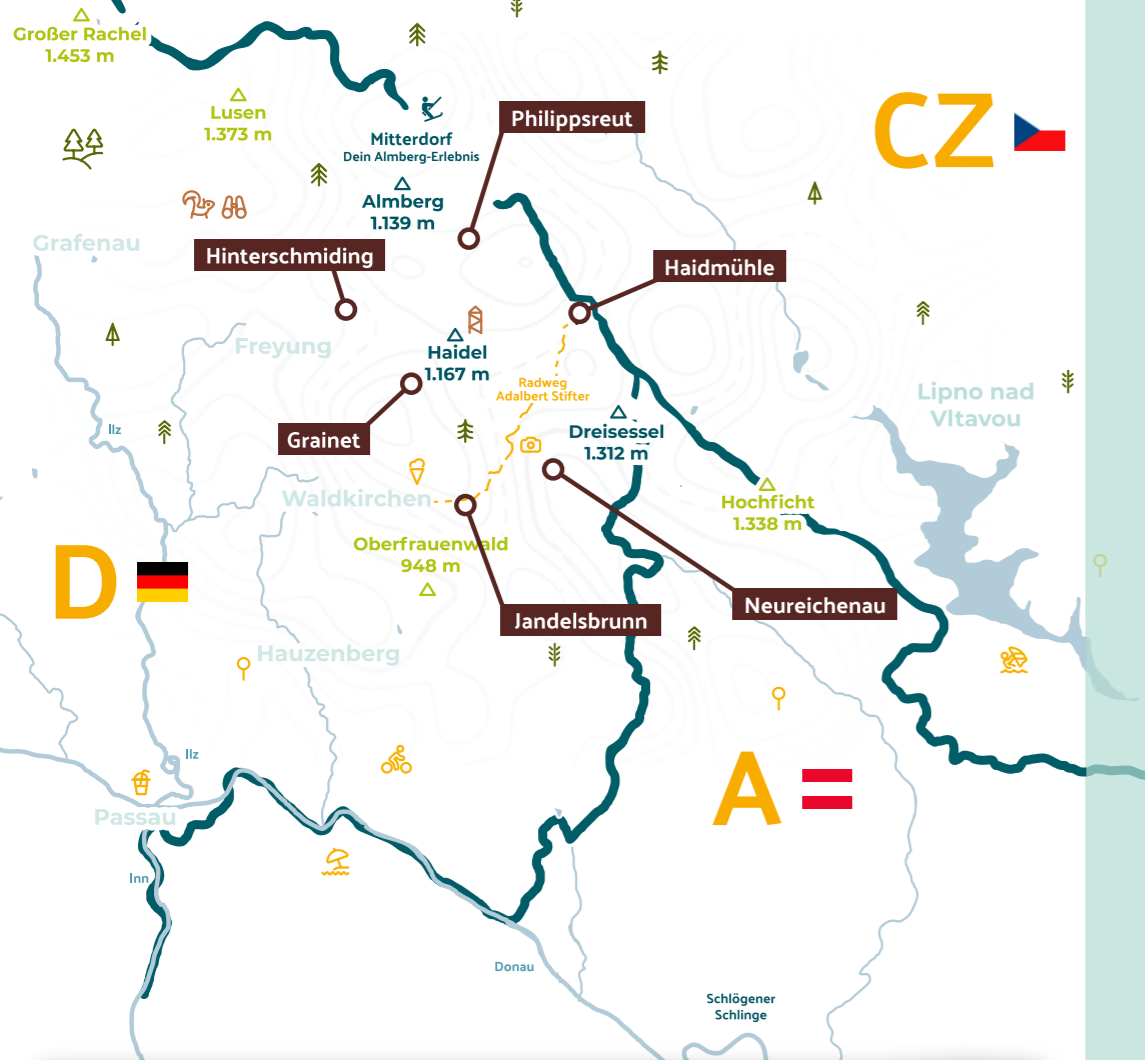 Großer Rachel
1.453 m
Lusen
1.373 m
Mitterdorf
Dein Almberg-Erlebnis
Philippsreut
CZ
Almberg
1.139 m
Grafenau
Hinterschmiding
Haidmühle
Freyung
Haidel
1.167 m
Radweg
Adalbert Stifter
Lipno nad
Vltavou
Ilz
Grainet
Dreisessel
1.312 m
Waldkirchen
Hochficht
1.338 m
Oberfrauenwald
948 m
D
Jandelsbrunn
Neureichenau
Hauzenberg
Ilz
A
Passau
Inn
Donau
Schlögener
Schlinge